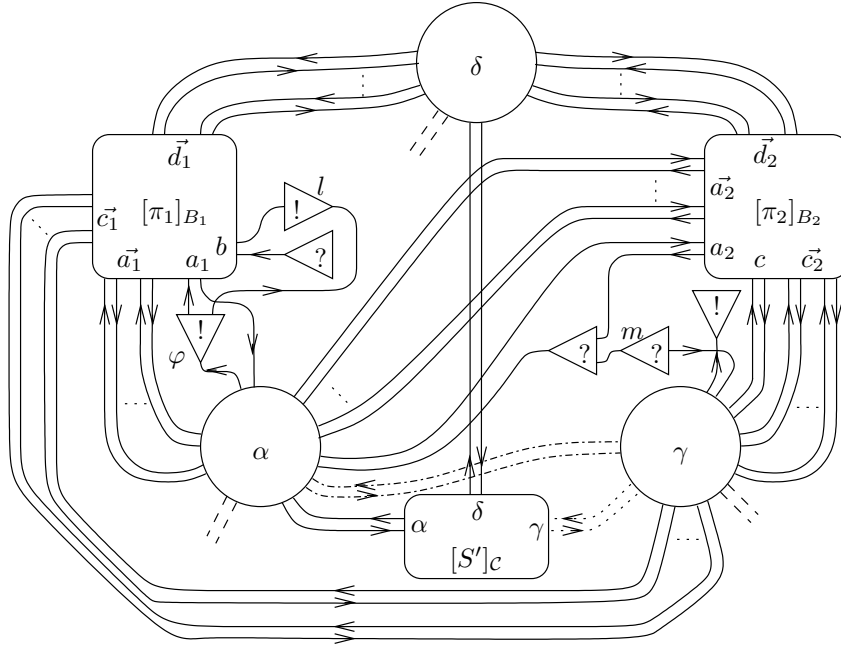 δ
d⃗₁
d⃗₂
l
!
c⃗₁ [π₁]_{B₁} b
a⃗₂ [π₂]_{B₂}
?
a⃗₁ a₁
a₂ c c⃗₂
! !
φ
? m ?
α γ
α δ γ
[S′]_𝒞